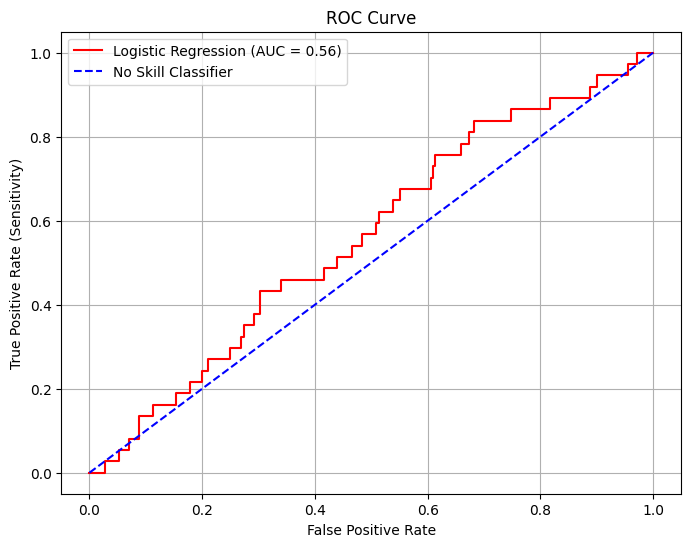 ROC Curve
Logistic Regression (AUC = 0.56)
No Skill Classifier
True Positive Rate (Sensitivity)
1.0
0.8
0.6
0.4
0.2
0.0
0.0 0.2 0.4 0.6 0.8 1.0
False Positive Rate